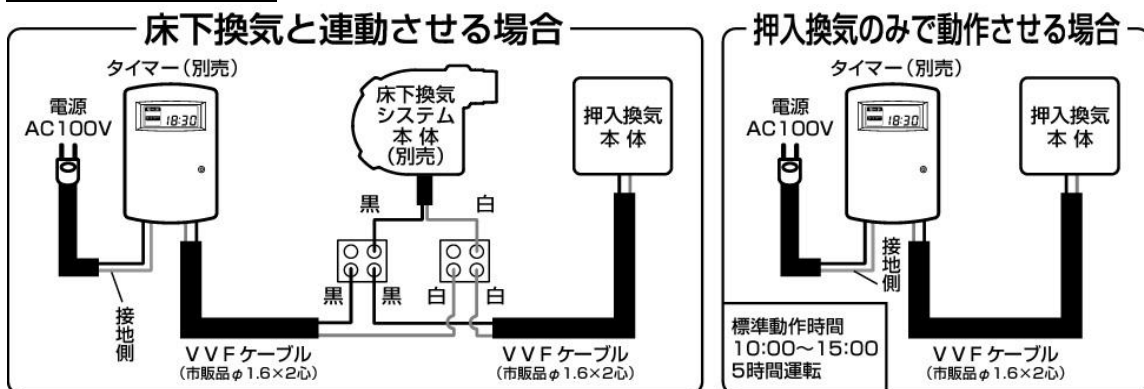 床下換気と連動させる場合
タイマー(別売)
電源
AC100V
18:30
床下換気
システム
本体
(別売)
押入換気
本体
黒
白
黒
黒
白
白
接地側
VVFケーブル
(市販品φ1.6×2心)
VVFケーブル
(市販品φ1.6×2心)
押入換気のみで動作させる場合
タイマー(別売)
電源
AC100V
18:30
押入換気
本体
接地側
標準動作時間
10:00~15:00
5時間運転
VVFケーブル
(市販品φ1.6×2心)